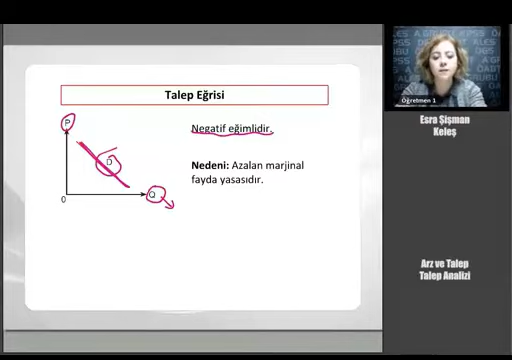 Talep Eğrisi
P
Negatif eğimlidir.
D
Nedeni: Azalan marjinal
fayda yasasıdır.
0
Q
Öğretmen 1
Esra Şişman
Keleş
Arz ve Talep
Talep Analizi